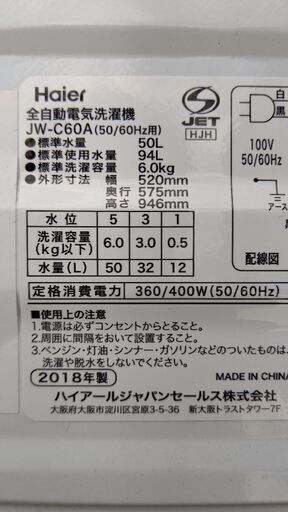 Haier
全自動電気洗濯機
JW-C60A(50/60Hz用)
S
JET
HJH
白
黒
100V
50/60Hz
アース
配線図
●標準水量 50L
●標準使用水量 94L
●標準洗濯容量 6.0kg
●外形寸法 幅 520mm
奥行 575mm
高さ 946mm
水位 5 3 1
洗濯容量(kg以下) 6.0 3.0 0.5
水量(L) 50 32 12
定格消費電力 360/400W(50/60Hz)
■使用上の注意
1.電源は必ずコンセントからとること。
2.周囲に間隔をおいて設置すること。
3.ベンジン・灯油・シンナー・ガソリンなどのついたものは、
洗濯や脱水をしないこと。
2018年製
MADE IN CHINA
ハイアールジャパンセールス株式会社
大阪府大阪市淀川区宮原3-5-36 新大阪トラストタワー7F